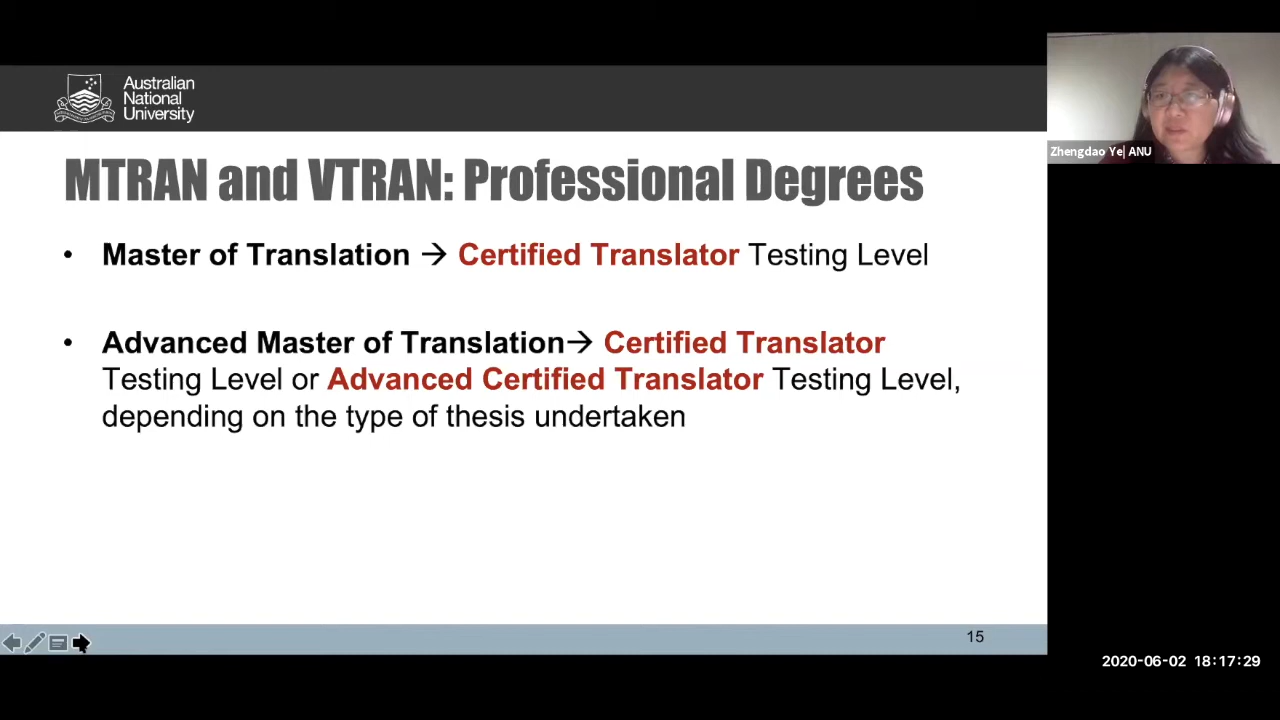 Australian
National
University
MTRAN and VTRAN: Professional Degrees
• Master of Translation → Certified Translator Testing Level
• Advanced Master of Translation→ Certified Translator
Testing Level or Advanced Certified Translator Testing Level,
depending on the type of thesis undertaken
15
Zhengdao Ye| ANU
2020-06-02 18:17:29